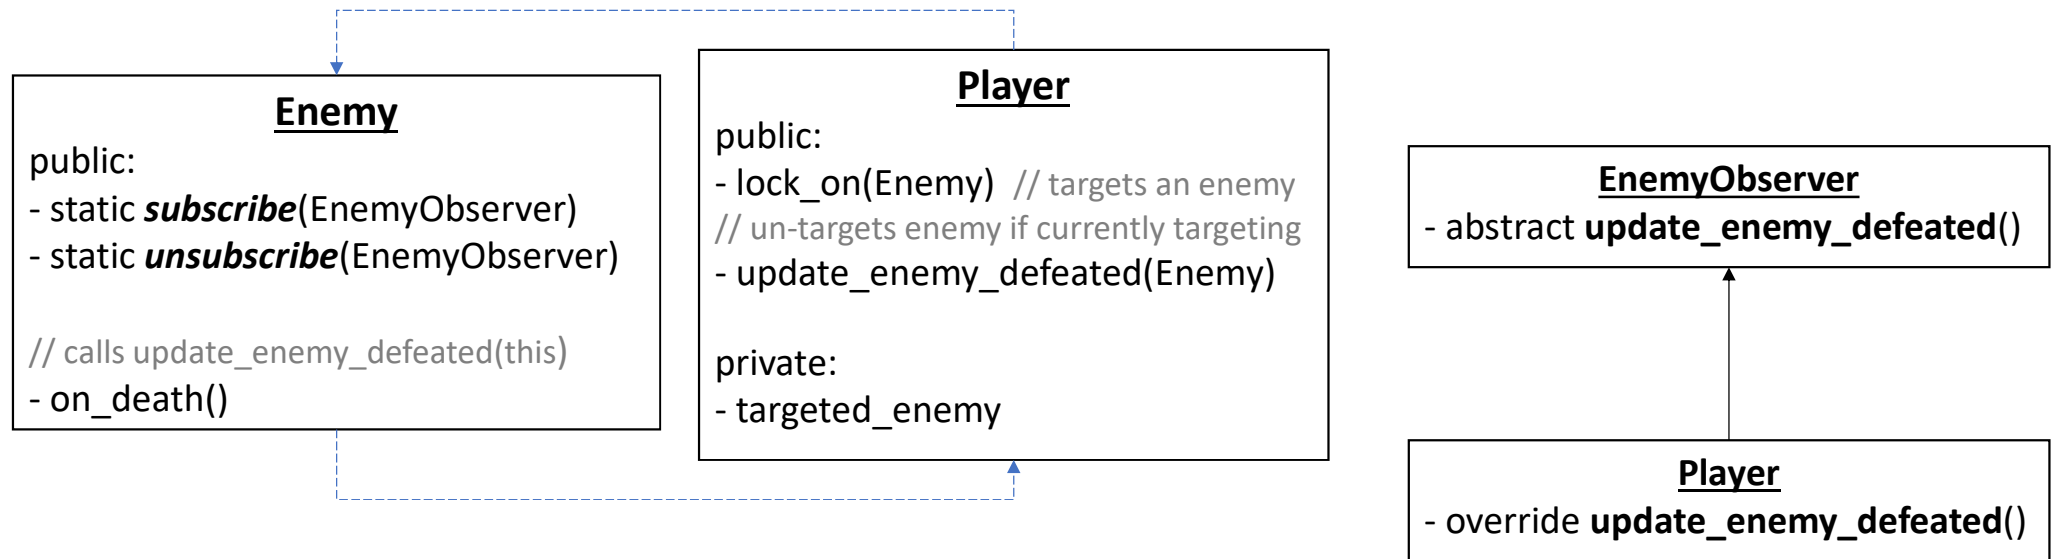 Enemy
public:
- static subscribe(EnemyObserver)
- static unsubscribe(EnemyObserver)
// calls update_enemy_defeated(this)
- on_death()
Player
public:
- lock_on(Enemy) // targets an enemy
// un-targets enemy if currently targeting
- update_enemy_defeated(Enemy)
private:
- targeted_enemy
EnemyObserver
- abstract update_enemy_defeated()
Player
- override update_enemy_defeated()